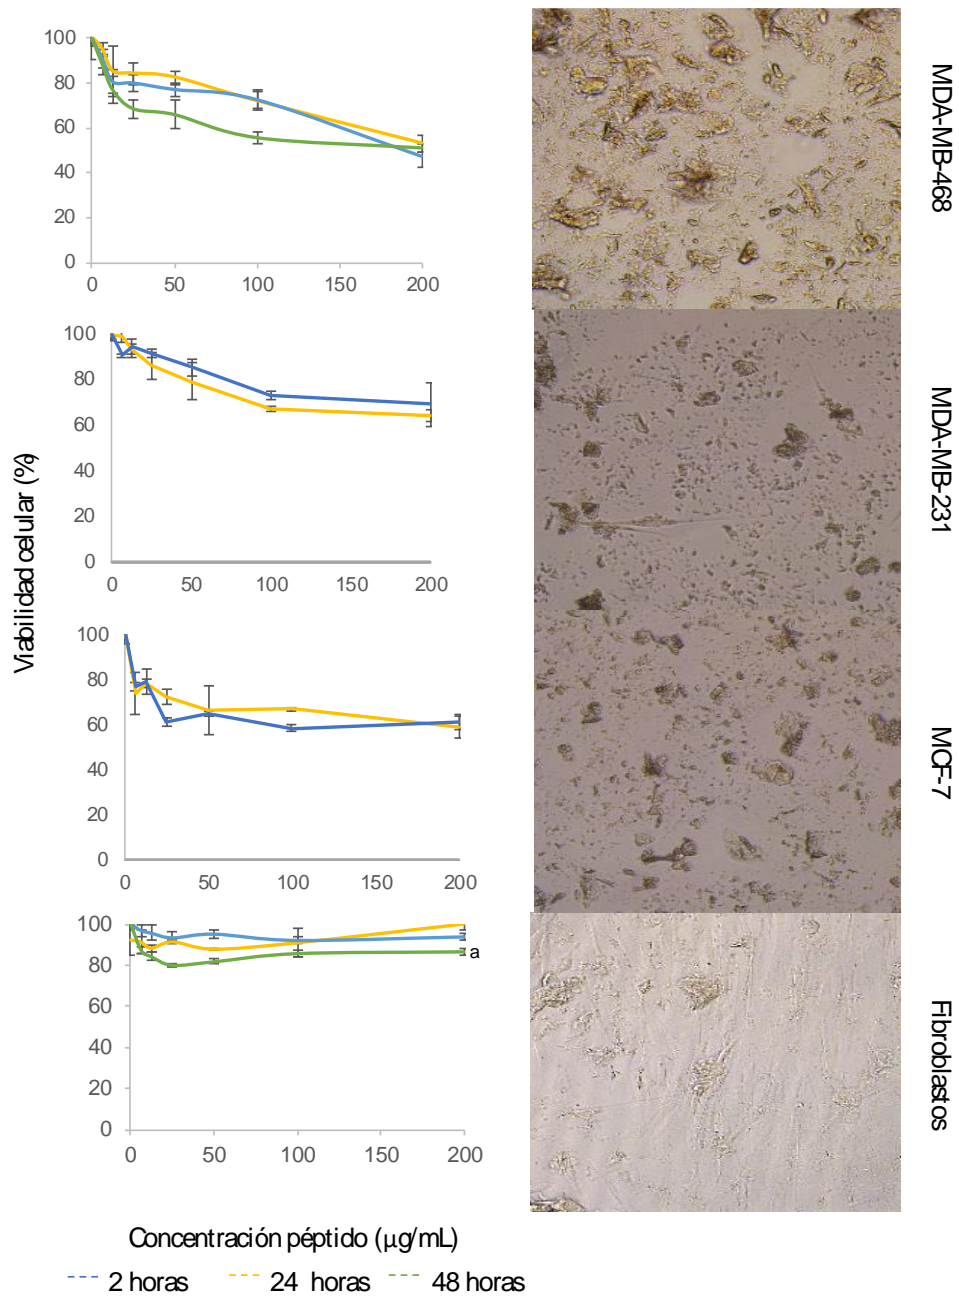 100
80
60
40
20
0
0 50 100 150 200
MDA-MB-468
100
80
60
40
20
0
0 50 100 150 200
MDA-MB-231
Viabilidad celular (%)
100
80
60
40
20
0
0 50 100 150 200
MCF-7
100
80
60
40
20
0
0 50 100 150 200
a
Fibroblastos
Concentración péptido (µg/mL)
2 horas 24 horas 48 horas